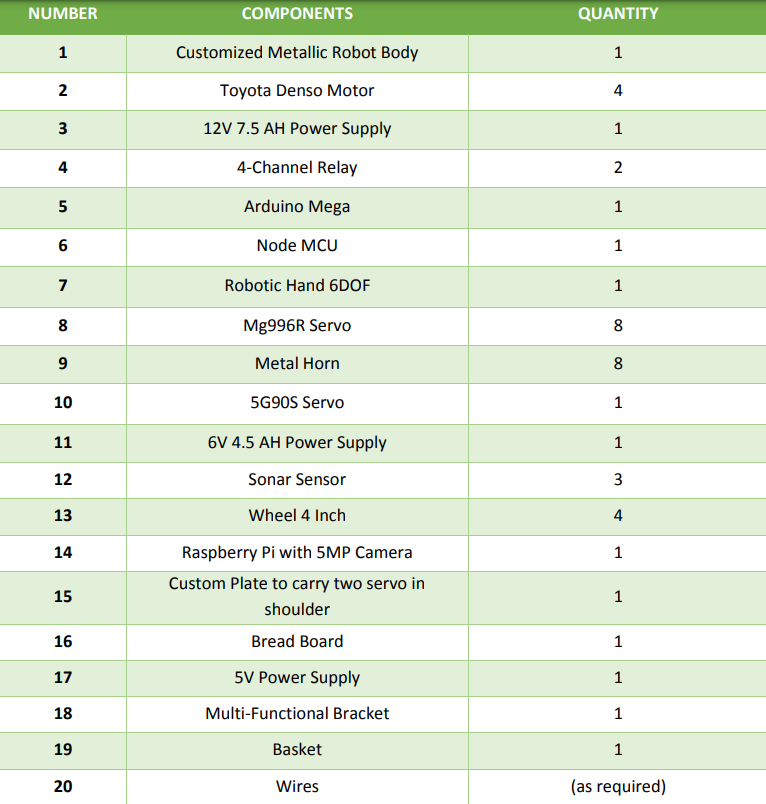 NUMBER COMPONENTS QUANTITY
1 Customized Metallic Robot Body 1
2 Toyota Denso Motor 4
3 12V 7.5 AH Power Supply 1
4 4-Channel Relay 2
5 Arduino Mega 1
6 Node MCU 1
7 Robotic Hand 6DOF 1
8 Mg996R Servo 8
9 Metal Horn 8
10 5G90S Servo 1
11 6V 4.5 AH Power Supply 1
12 Sonar Sensor 3
13 Wheel 4 Inch 4
14 Raspberry Pi with 5MP Camera 1
15 Custom Plate to carry two servo in
shoulder 1
16 Bread Board 1
17 5V Power Supply 1
18 Multi-Functional Bracket 1
19 Basket 1
20 Wires (as required)